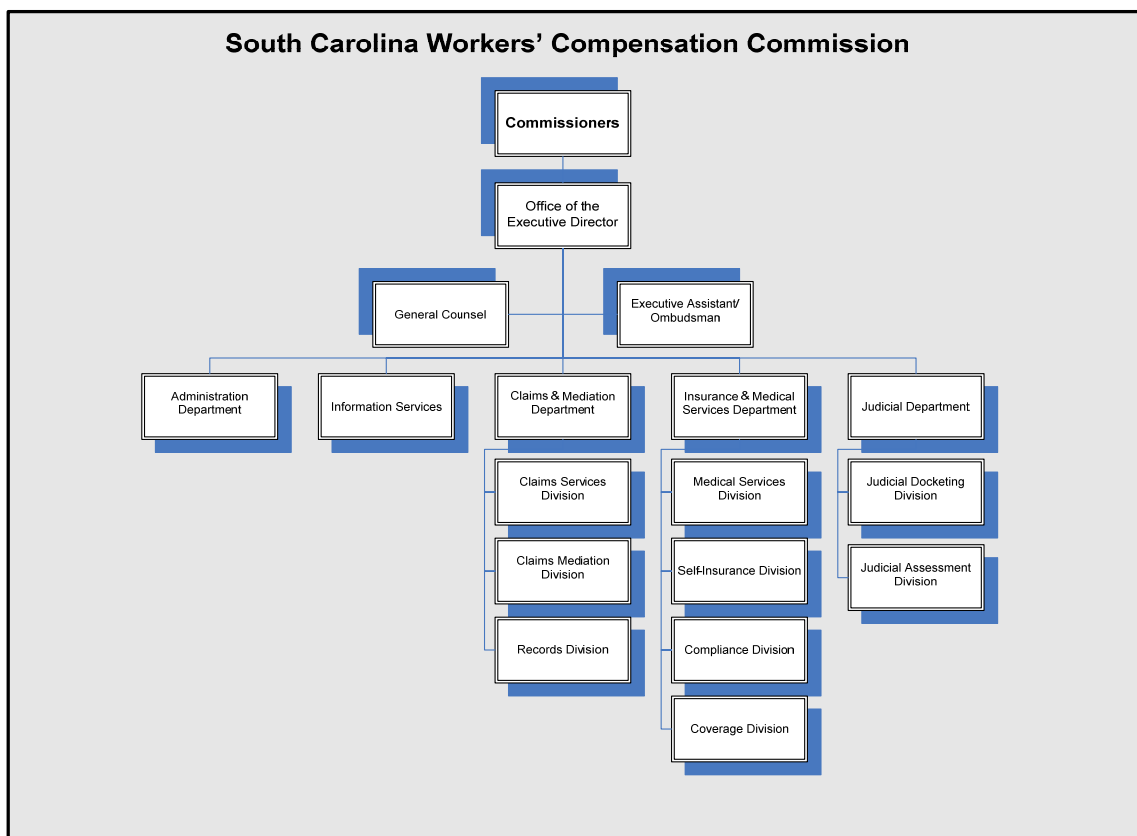 South Carolina Workers’ Compensation Commission
Commissioners
Office of the
Executive Director
General Counsel
Executive Assistant/
Ombudsman
Administration
Department
Information Services
Claims & Mediation
Department
Insurance & Medical
Services Department
Judicial Department
Claims Services
Division
Medical Services
Division
Judicial Docketing
Division
Claims Mediation
Division
Self-Insurance Division
Judicial Assessment
Division
Records Division
Compliance Division
Coverage Division